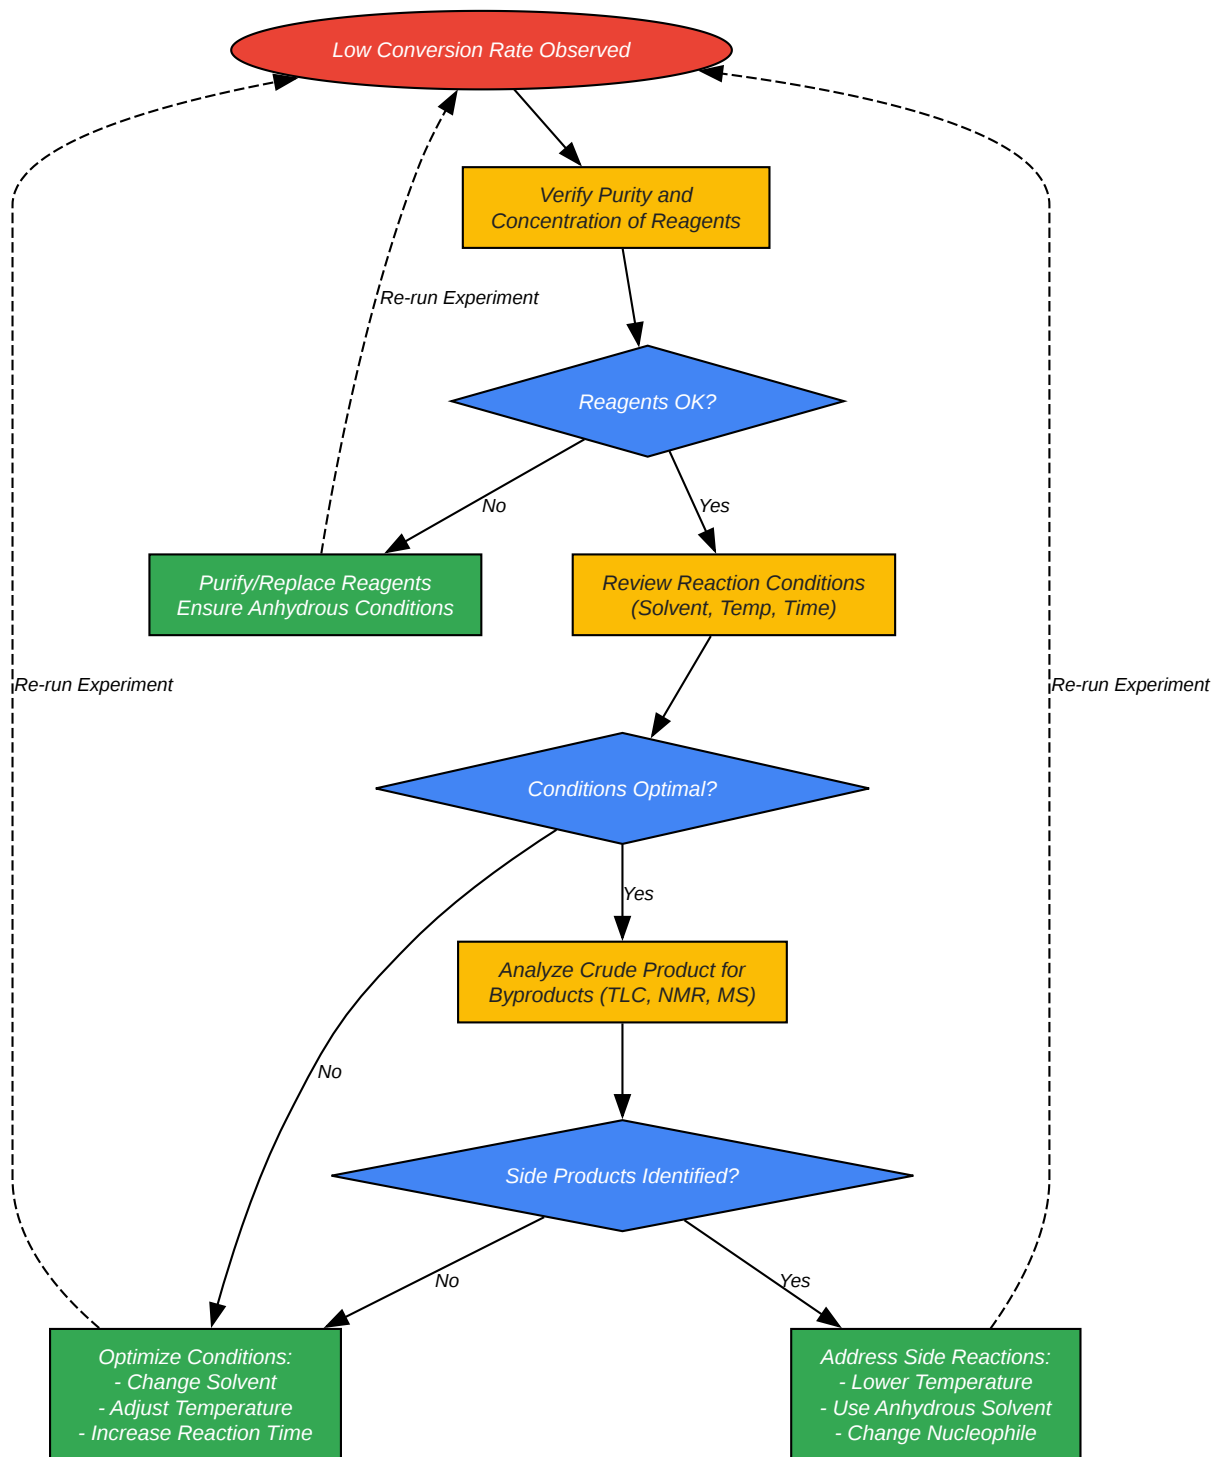 Low Conversion Rate Observed
Verify Purity and
Concentration of Reagents
Re-run Experiment
Reagents OK?
No
Yes
Purify/Replace Reagents
Ensure Anhydrous Conditions
Review Reaction Conditions
(Solvent, Temp, Time)
Re-run Experiment
Re-run Experiment
Conditions Optimal?
Yes
Analyze Crude Product for
Byproducts (TLC, NMR, MS)
No
Side Products Identified?
No
Yes
Optimize Conditions:
- Change Solvent
- Adjust Temperature
- Increase Reaction Time
Address Side Reactions:
- Lower Temperature
- Use Anhydrous Solvent
- Change Nucleophile